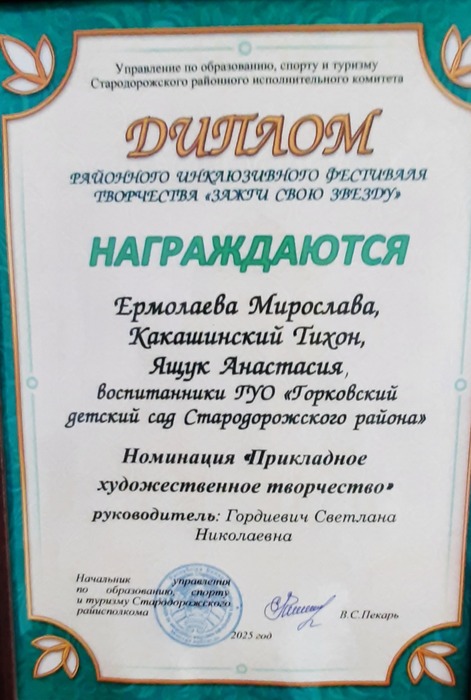 Управление по образованию, спорту и туризму
Стародорожского районного исполнительного комитета
ДИПЛОМ
РАЙОННОГО ИНКЛЮЗИВНОГО ФЕСТИВАЛЯ
ТВОРЧЕСТВА «ЗАЖГИ СВОЮ ЗВЕЗДУ»
НАГРАЖДАЮТСЯ
Ермолаева Мирослава,
Какашинский Тихон,
Ящук Анастасия,
воспитанники ГУО «Горковский
детский сад Стародорожского района»
Номинация «Прикладное
художественное творчество»
руководитель: Гордиевич Светлана
Николаевна
Начальник управления
по образованию, спорту
и туризму Стародорожского
райисполкома
В.С.Пекарь
2025 год